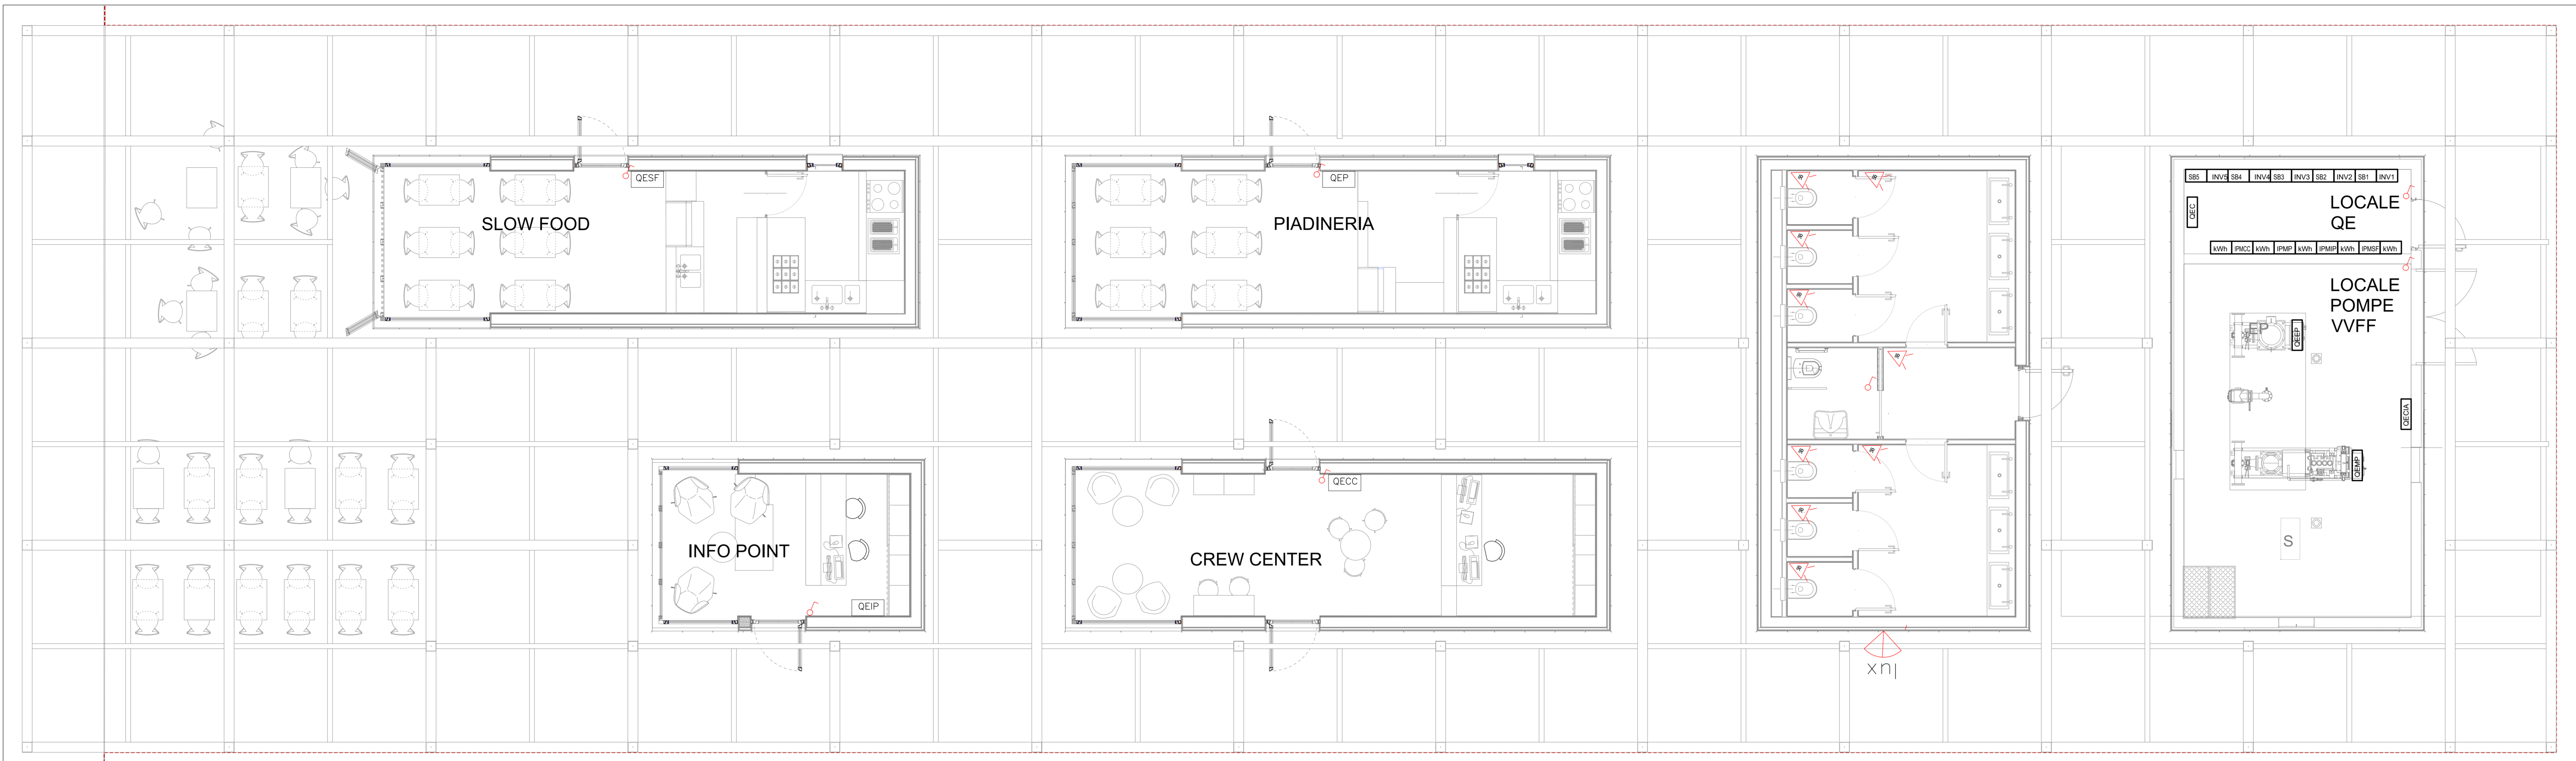 QESF
SLOW FOOD
QEP
PIADINERIA
SB5 INV5 SB4 INV4 SB3 INV3 SB2 INV2 SB1 INV1
QEC
LOCALE
QE
kWh IPMCC kWh IPMP kWh IPMIP kWh IPMSF kWh
LOCALE
POMPE
VVFF
EP
QEEP
QECIA
QEMP
S
INFO POINT
QEIP
QECC
CREW CENTER
lux